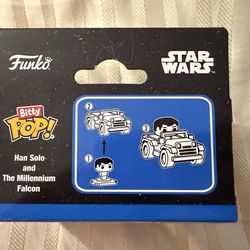 Funko
STAR
WARS
Bitty
POP!
Han Solo
and
The Millennium
Falcon
2
3
1